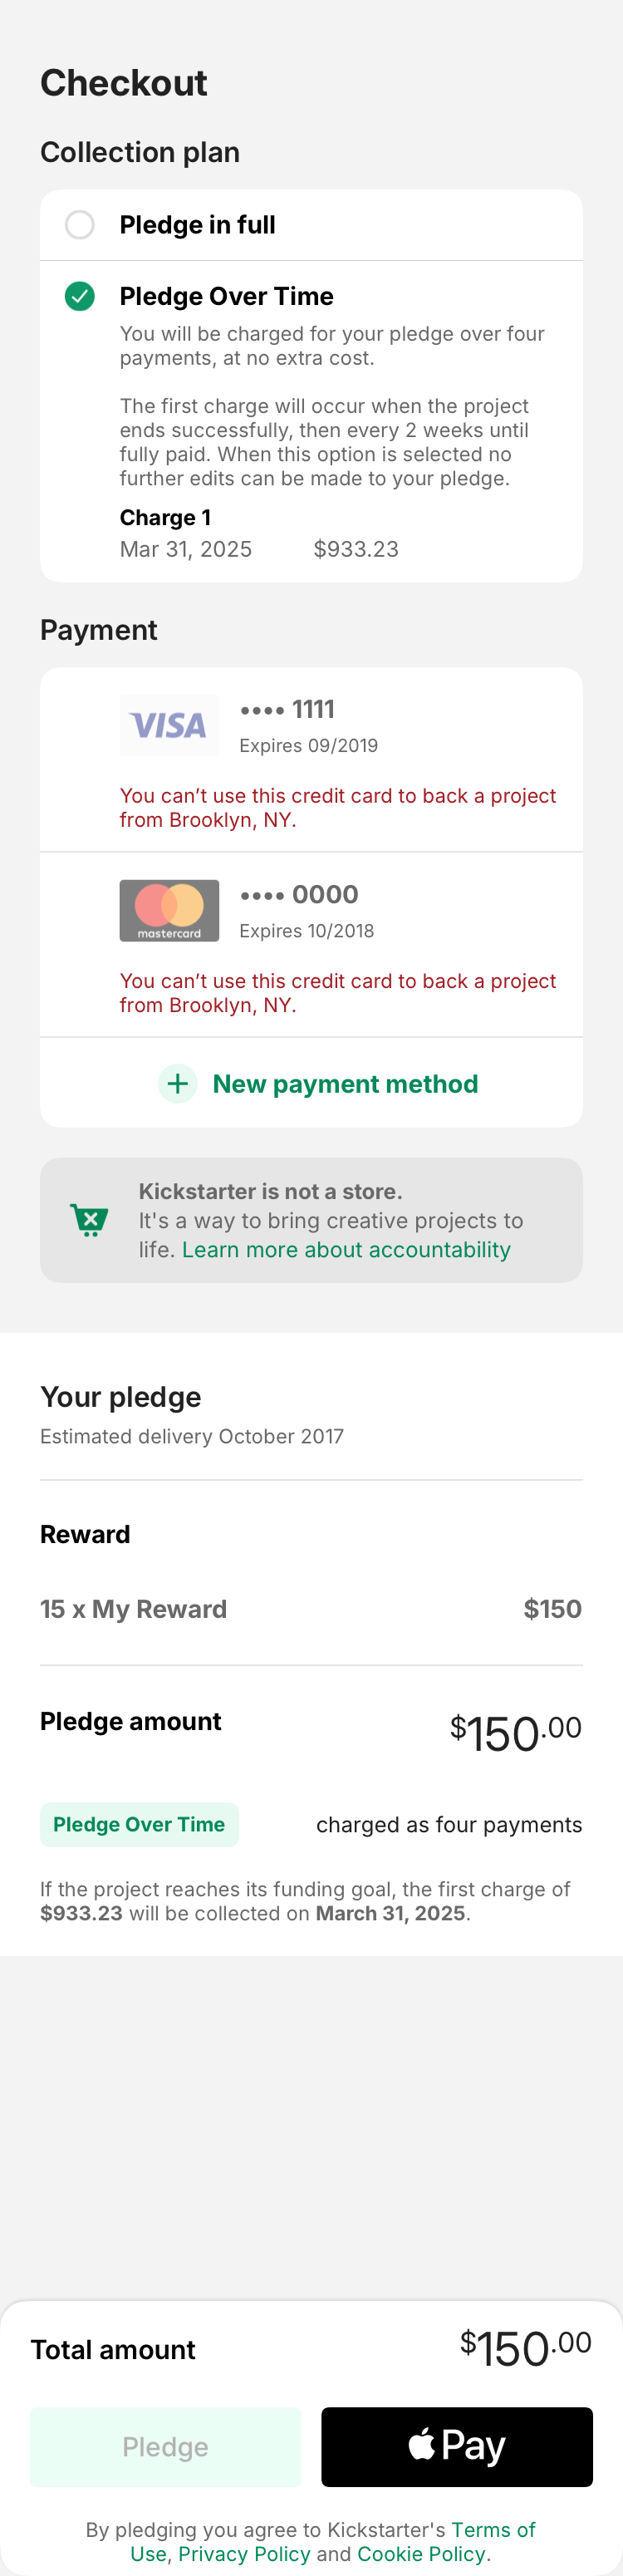 Checkout
Collection plan
Pledge in full
Pledge Over Time
You will be charged for your pledge over four
payments, at no extra cost.
The first charge will occur when the project
ends successfully, then every 2 weeks until
fully paid. When this option is selected no
further edits can be made to your pledge.
Charge 1
Mar 31, 2025 $933.23
Payment
VISA •••• 1111
Expires 09/2019
You can’t use this credit card to back a project
from Brooklyn, NY.
•••• 0000
mastercard Expires 10/2018
You can’t use this credit card to back a project
from Brooklyn, NY.
+ New payment method
Kickstarter is not a store.
It's a way to bring creative projects to
life. Learn more about accountability
Your pledge
Estimated delivery October 2017
Reward
15 x My Reward $150
Pledge amount $150.00
Pledge Over Time charged as four payments
If the project reaches its funding goal, the first charge of
$933.23 will be collected on March 31, 2025.
Total amount $150.00
Pledge Pay
By pledging you agree to Kickstarter's Terms of
Use, Privacy Policy and Cookie Policy.